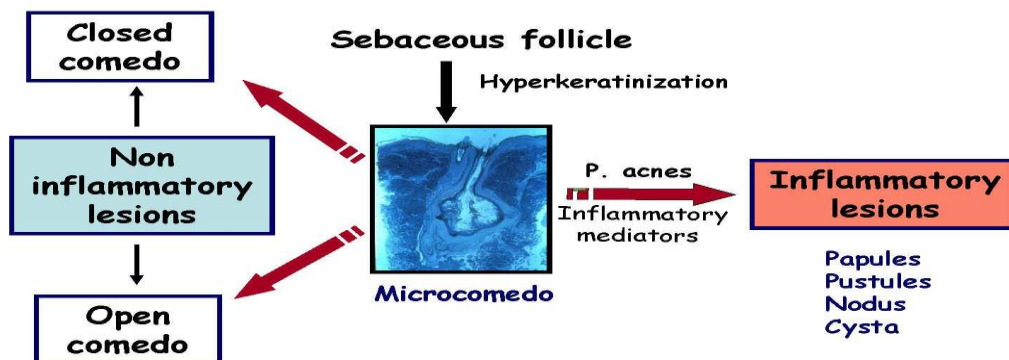 Closed
comedo
Non
inflammatory
lesions
Open
comedo
Sebaceous follicle
Hyperkeratinization
Microcomedo
P. acnes
Inflammatory
mediators
Inflammatory
lesions
Papules
Pustules
Nodus
Cysta